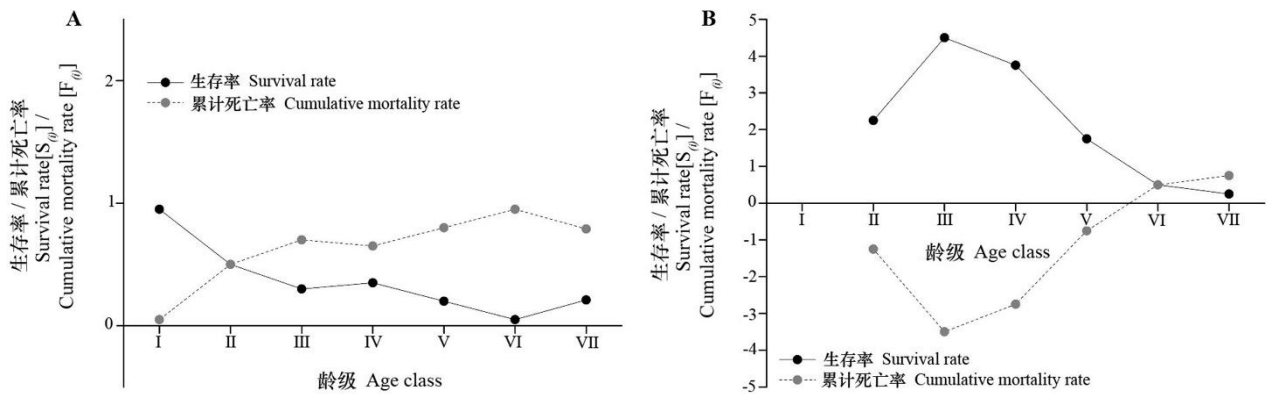 A
生存率 / 累计死亡率
Survival rate[S(i)] /
Cumulative mortality rate [F(i)]
2
1
0
生存率 Survival rate
累计死亡率 Cumulative mortality rate
I
II
III
IV
V
VI
VII
龄级 Age class
B
生存率 / 累计死亡率
Survival rate[S(i)] /
Cumulative mortality rate [F(i)]
5
4
3
2
1
0
-1
-2
-3
-4
-5
I
II
III
IV
V
VI
VII
龄级 Age class
生存率 Survival rate
累计死亡率 Cumulative mortality rate